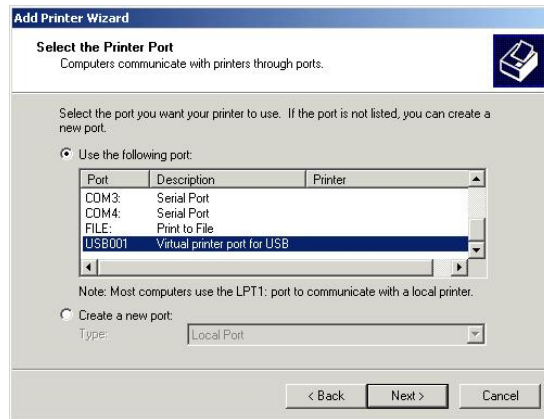 Add Printer Wizard
Select the Printer Port
Computers communicate with printers through ports.
Select the port you want your printer to use. If the port is not listed, you can create a
new port.
Use the following port:
Port Description Printer
COM3: Serial Port
COM4: Serial Port
FILE: Print to File
USB001 Virtual printer port for USB
Note: Most computers use the LPT1: port to communicate with a local printer.
Create a new port:
Type: Local Port
< Back Next > Cancel